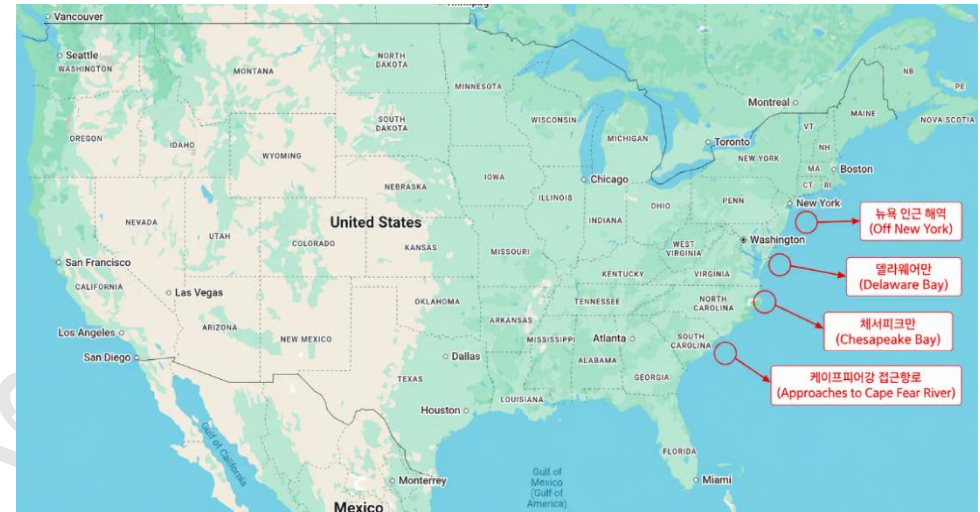 Vancouver
Seattle
WASHINGTON
MONTANA
NORTH
DAKOTA
MINNESOTA
OREGON
IDAHO
SOUTH
DAKOTA
WISCONSIN
MICHIGAN
Montreal
Toronto
NB
PE
MAINE
NOVA SCOTIA
VT
NH
NEW YORK
MA
Boston
CT
RI
WYOMING
IOWA
Chicago
NEBRASKA
ILLINOIS
INDIANA
OHIO
PENN
New York
뉴욕 인근 해역
(Off New York)
NEVADA
UTAH
COLORADO
United States
KANSAS
MISSOURI
WEST
VIRGINIA
Washington
San Francisco
CALIFORNIA
KENTUCKY
VIRGINIA
델라웨어만
(Delaware Bay)
Las Vegas
OKLAHOMA
TENNESSEE
NORTH
CAROLINA
Los Angeles
ARIZONA
NEW MEXICO
ARKANSAS
MISSISSIPPI
Atlanta
SOUTH
CAROLINA
체서피크만
(Chesapeake Bay)
San Diego
Dallas
ALABAMA
GEORGIA
케이프피어강 접근항로
(Approaches to Cape Fear River)
TEXAS
LOUISIANA
Houston
FLORIDA
Gulf of
California
Monterrey
Gulf of
Mexico
(Gulf of
America)
Miami
Mexico